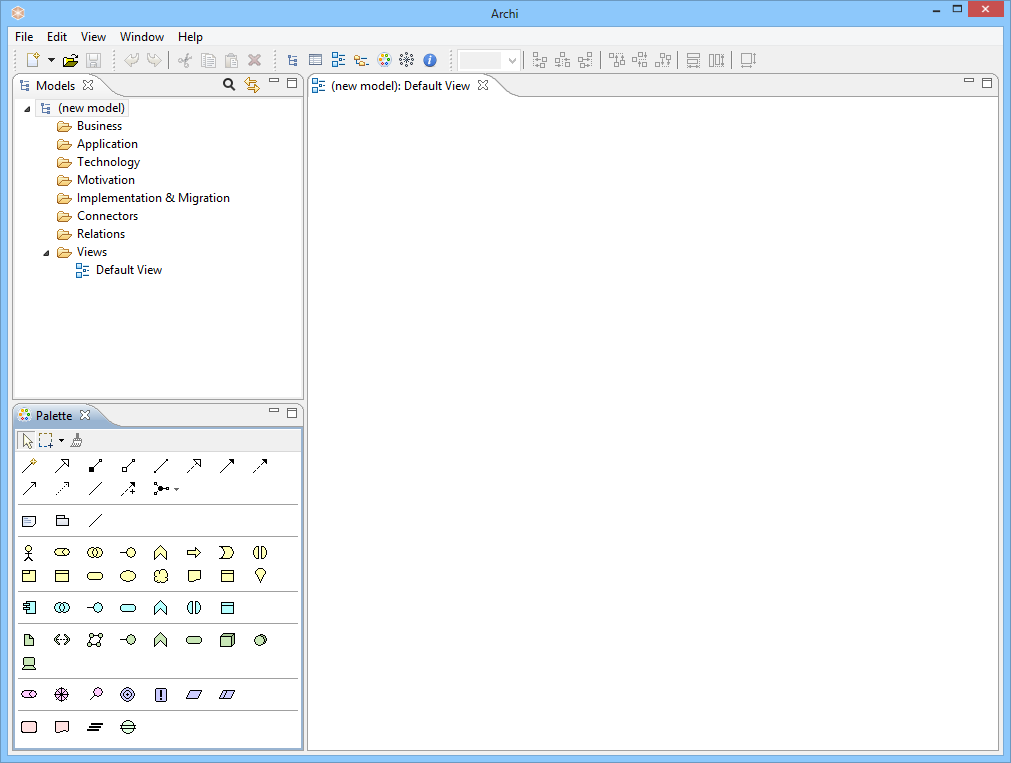 Archi
File Edit View Window Help
Models
(new model): Default View
(new model)
Business
Application
Technology
Motivation
Implementation & Migration
Connectors
Relations
Views
Default View
Palette